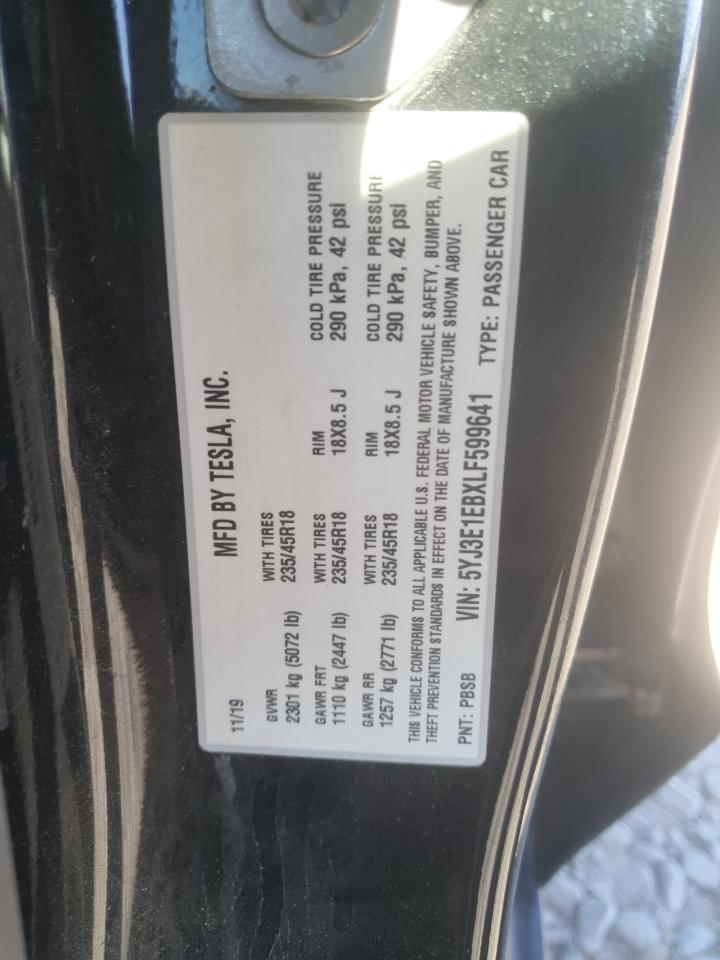 MFD BY TESLA, INC.
11/19
GVWR WITH TIRES
2301 kg (5072 lb) 235/45R18
GAWR FRT WITH TIRES RIM COLD TIRE PRESSURE
1110 kg (2447 lb) 235/45R18 18X8.5 J 290 kPa, 42 psi
GAWR RR WITH TIRES RIM COLD TIRE PRESSURE
1257 kg (2771 lb) 235/45R18 18X8.5 J 290 kPa, 42 psi
THIS VEHICLE CONFORMS TO ALL APPLICABLE U.S. FEDERAL MOTOR VEHICLE SAFETY, BUMPER, AND
THEFT PREVENTION STANDARDS IN EFFECT ON THE DATE OF MANUFACTURE SHOWN ABOVE.
PNT: PBSB VIN: 5YJ3E1EBXLF599641 TYPE: PASSENGER CAR